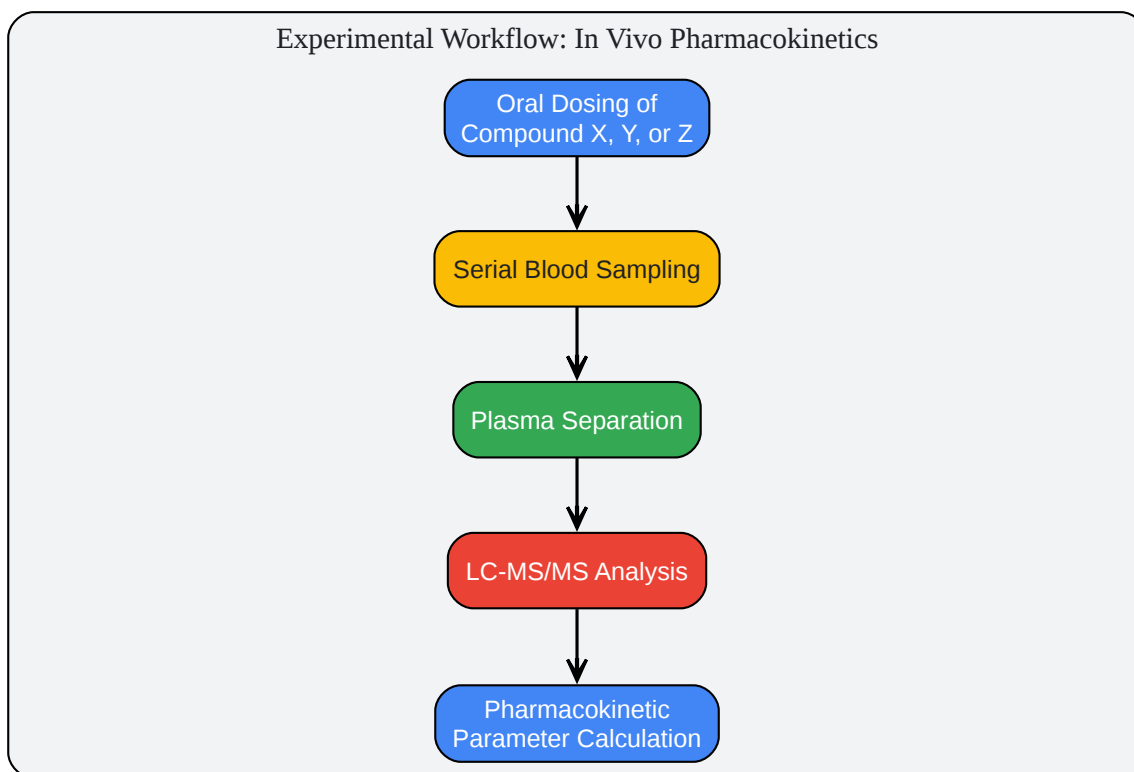 Experimental Workflow: In Vivo Pharmacokinetics
Oral Dosing of
Compound X, Y, or Z
Serial Blood Sampling
Plasma Separation
LC-MS/MS Analysis
Pharmacokinetic
Parameter Calculation